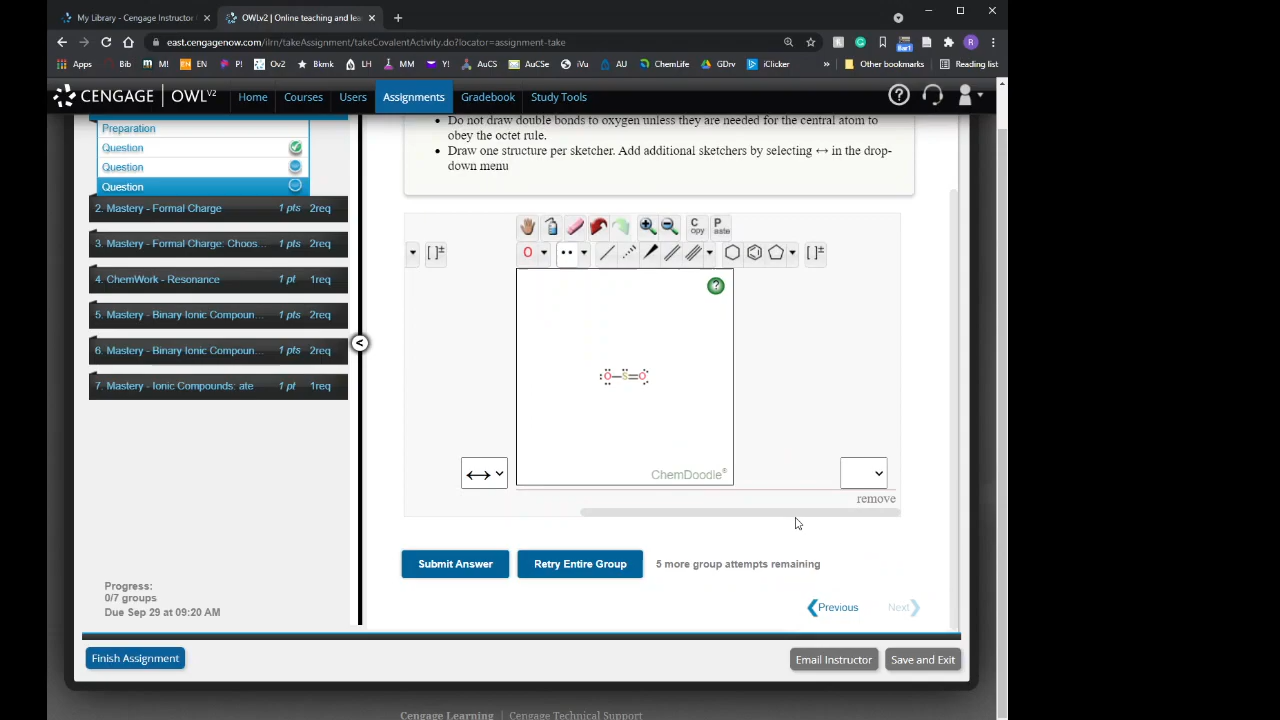 My Library - Cengage Instructor
OWLv2 | Online teaching and lea
east.cengagenow.com/ilrn/takeAssignment/takeCovalentActivity.do?locator=assignment-take
Apps Bib M! EN EN P! Ov2 Bkmk LH MM Y! AuCS AuCSe iVu AU ChemLife GDrv iClicker » Other bookmarks Reading list
CENGAGE | OWLV2 Home Courses Users Assignments Gradebook Study Tools
Preparation
Question
Question
Question
2. Mastery - Formal Charge 1 pts 2req
3. Mastery - Formal Charge: Choos... 1 pts 2req
4. ChemWork - Resonance 1 pt 1req
5. Mastery - Binary Ionic Compoun... 1 pts 2req
6. Mastery - Binary Ionic Compoun... 1 pts 2req
7. Mastery - Ionic Compounds: ate 1 pt 1req
Progress:
0/7 groups
Due Sep 29 at 09:20 AM
Finish Assignment
• Do not draw double bonds to oxygen unless they are needed for the central atom to
obey the octet rule.
• Draw one structure per sketcher. Add additional sketchers by selecting ↔ in the drop-
down menu
C opy P aste
[ ]± O [ ]±
O S O
ChemDoodle®
↔
remove
Submit Answer Retry Entire Group 5 more group attempts remaining
Previous Next
Email Instructor Save and Exit
Cengage Learning | Cengage Technical Support